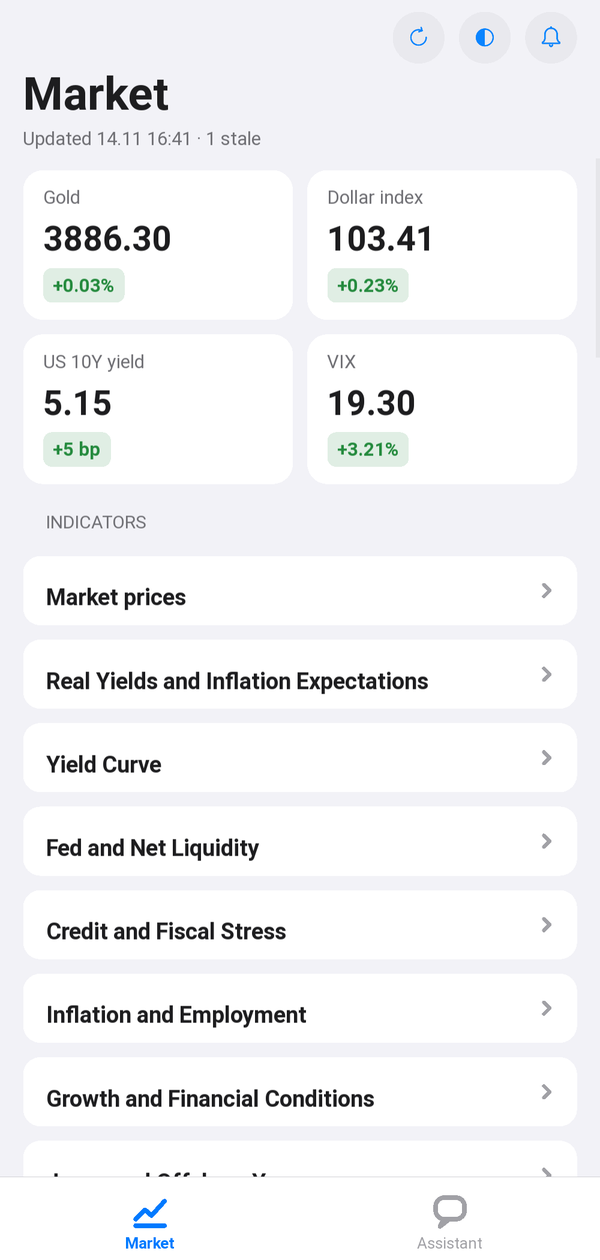 Market
Updated 14.11 16:41 · 1 stale
Gold
3886.30
+0.03%
Dollar index
103.41
+0.23%
US 10Y yield
5.15
+5 bp
VIX
19.30
+3.21%
INDICATORS
Market prices
Real Yields and Inflation Expectations
Yield Curve
Fed and Net Liquidity
Credit and Fiscal Stress
Inflation and Employment
Growth and Financial Conditions
Market
Assistant